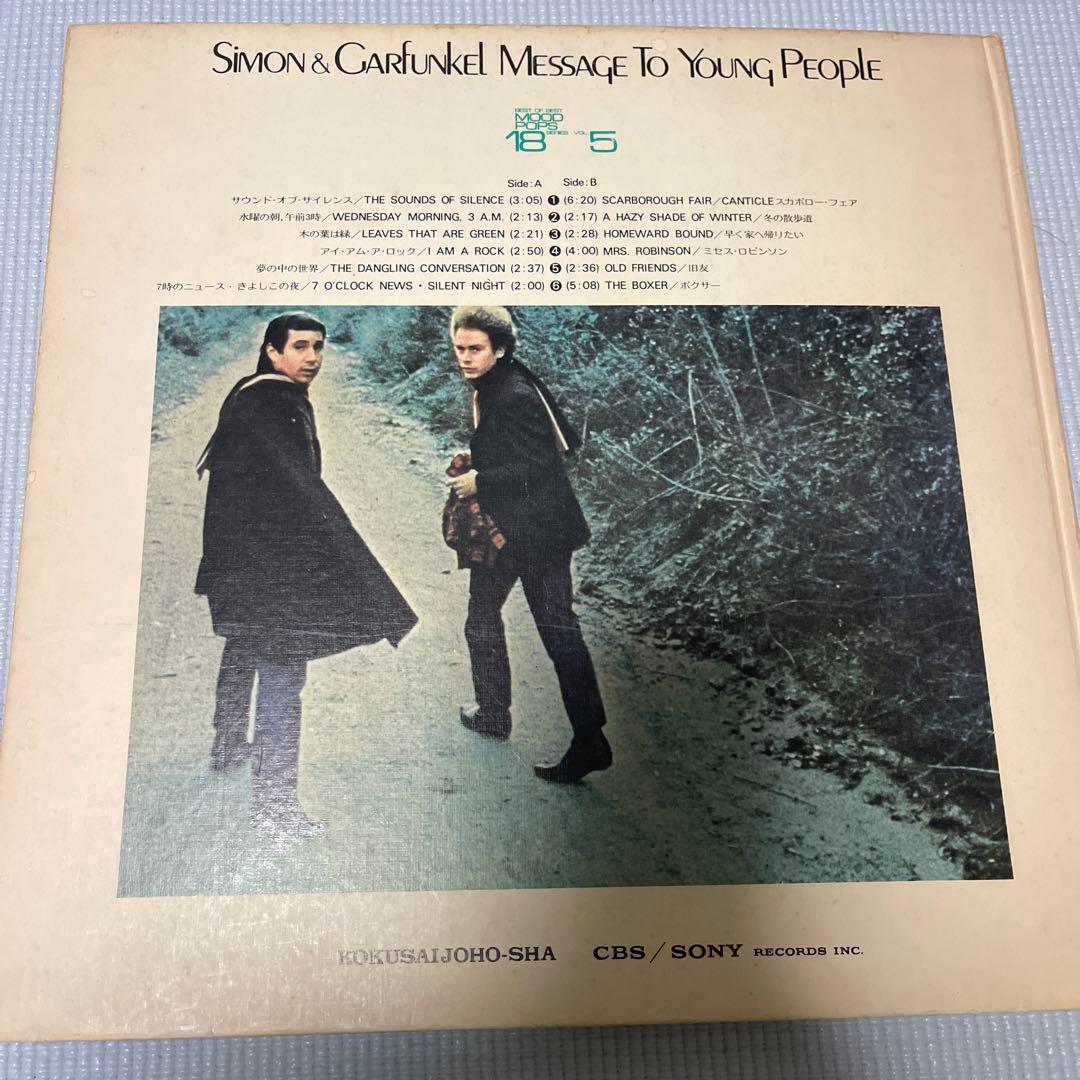 SIMON & GARFUNKEL MESSAGE TO YOUNG PEOPLE
BEST OF BEST
MOOD
POPS
18 SERIES VOL. 5
Side: A Side: B
サウンド・オブ・サイレンス/THE SOUNDS OF SILENCE (3:05) ❶ (6:20) SCARBOROUGH FAIR/CANTICLEスカボロー・フェア
水曜の朝,午前3時/WEDNESDAY MORNING, 3 A.M. (2:13) ❷ (2:17) A HAZY SHADE OF WINTER/冬の散歩道
木の葉は緑/LEAVES THAT ARE GREEN (2:21) ❸ (2:28) HOMEWARD BOUND/早く家へ帰りたい
アイ・アム・ア・ロック/I AM A ROCK (2:50) ❹ (4:00) MRS. ROBINSON/ミセス・ロビンソン
夢の中の世界/THE DANGLING CONVERSATION (2:37) ❺ (2:36) OLD FRIENDS/旧友
7時のニュース・きよしこの夜/7 O'CLOCK NEWS・SILENT NIGHT (2:00) ❻ (5:08) THE BOXER/ボクサー
KOKUSAIJOHO-SHA CBS/SONY RECORDS INC.